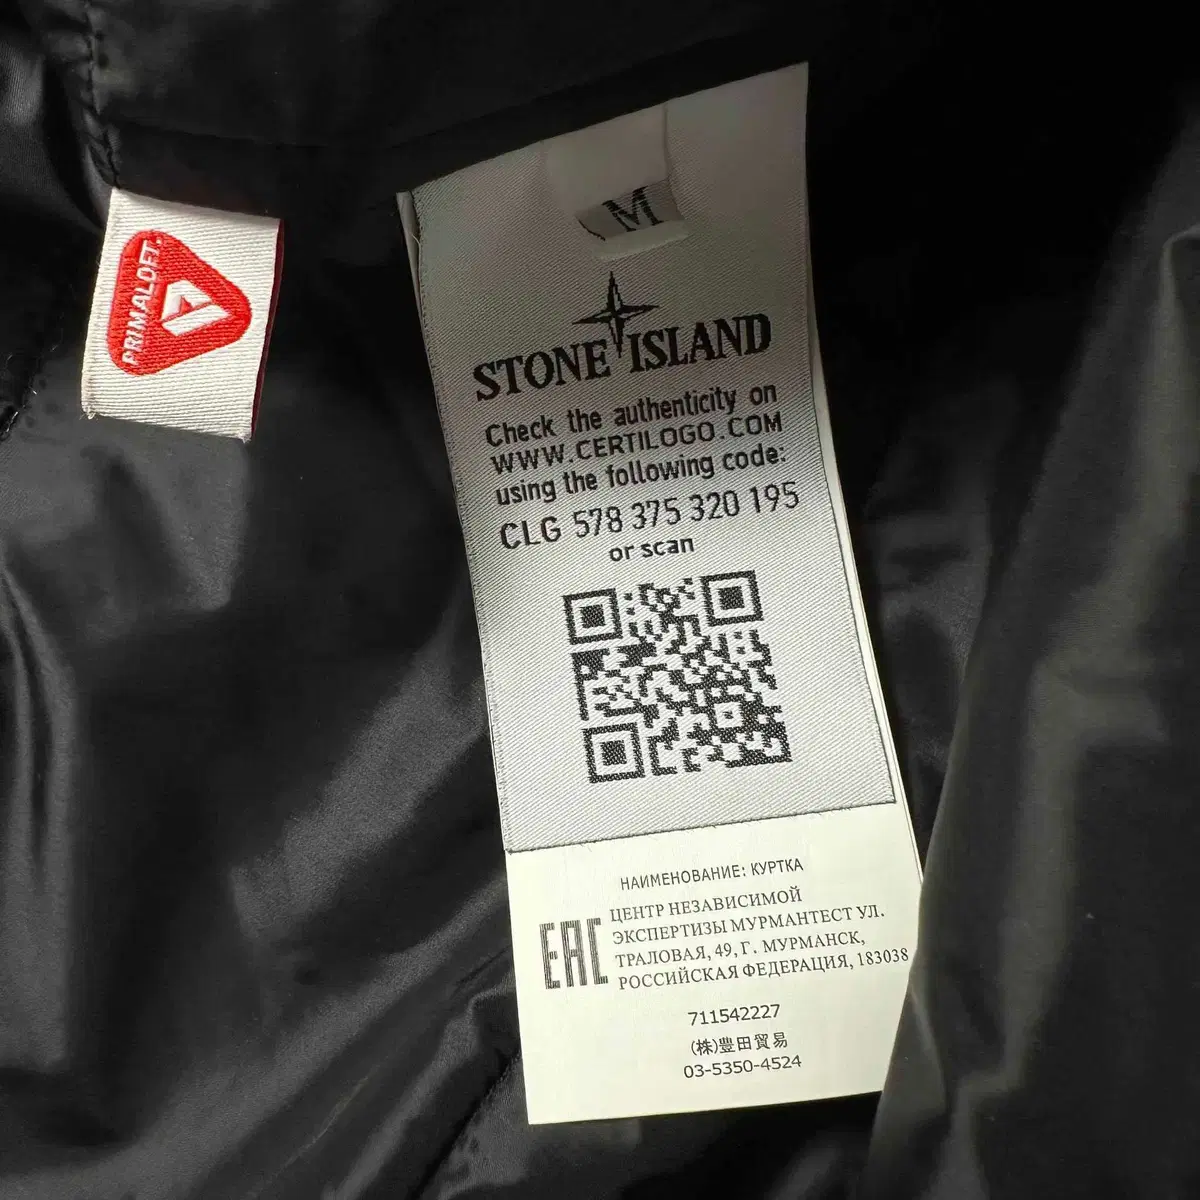 PRIMALOFT
M
STONE ISLAND
Check the authenticity on
WWW.CERTILOGO.COM
using the following code:
CLG 578 375 320 195
or scan
НАИМЕНОВАНИЕ: КУРТКА
EAC
ЦЕНТР НЕЗАВИСИМОЙ
ЭКСПЕРТИЗЫ МУРМАНТЕСТ УЛ.
ТРАЛОВАЯ, 49, Г. МУРМАНСК,
РОССИЙСКАЯ ФЕДЕРАЦИЯ, 183038
711542227
(株)豊田貿易
03-5350-4524